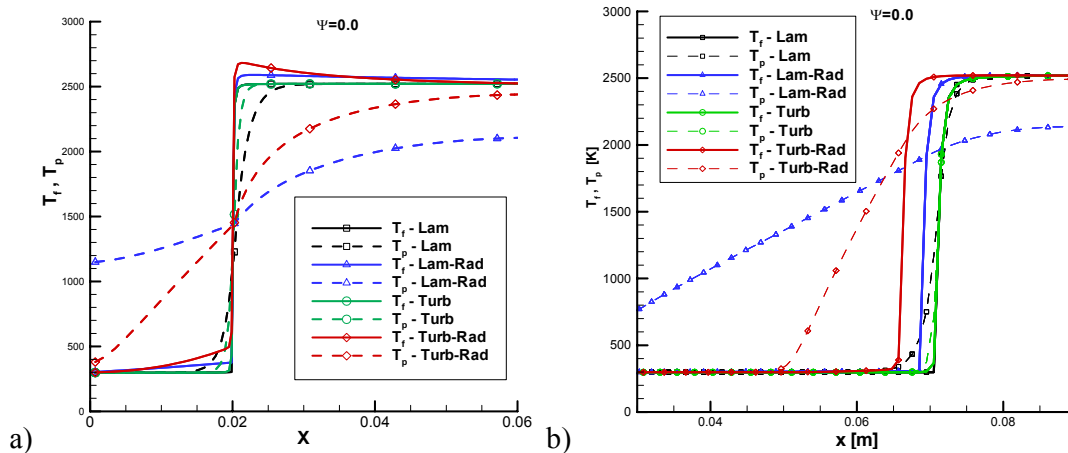 Ψ=0.0
3000
2500
2000
1500
1000
500
0
T_f , T_p
0
0.02
0.04
0.06
X
T_f - Lam
T_p - Lam
T_f - Lam-Rad
T_p - Lam-Rad
T_f - Turb
T_p - Turb
T_f - Turb-Rad
T_p - Turb-Rad
a)
Ψ=0.0
3000
2500
2000
1500
1000
500
0
T_f, T_p [K]
0.04
0.06
0.08
x [m]
T_f - Lam
T_p - Lam
T_f - Lam-Rad
T_p - Lam-Rad
T_f - Turb
T_p - Turb
T_f - Turb-Rad
T_p - Turb-Rad
b)